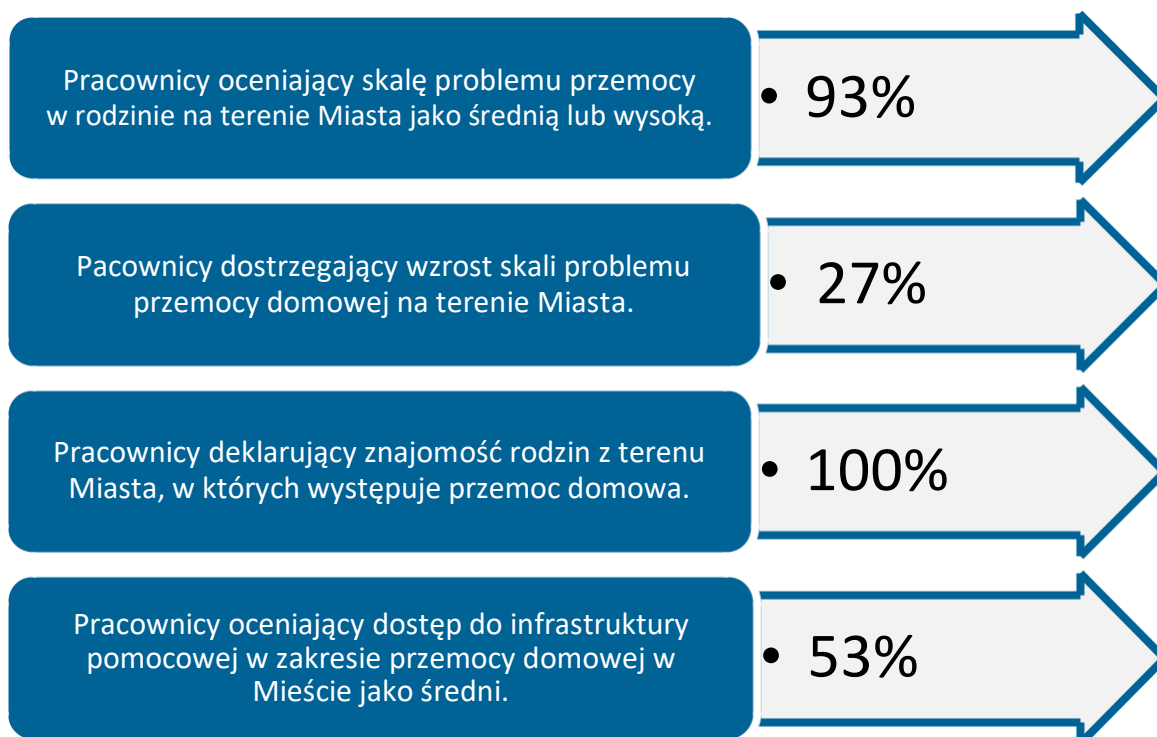 Pracownicy oceniający skalę problemu przemocy
w rodzinie na terenie Miasta jako średnią lub wysoką.
• 93%
Pacownicy dostrzegający wzrost skali problemu
przemocy domowej na terenie Miasta.
• 27%
Pracownicy deklarujący znajomość rodzin z terenu
Miasta, w których występuje przemoc domowa.
• 100%
Pracownicy oceniający dostęp do infrastruktury
pomocowej w zakresie przemocy domowej w
Mieście jako średni.
• 53%